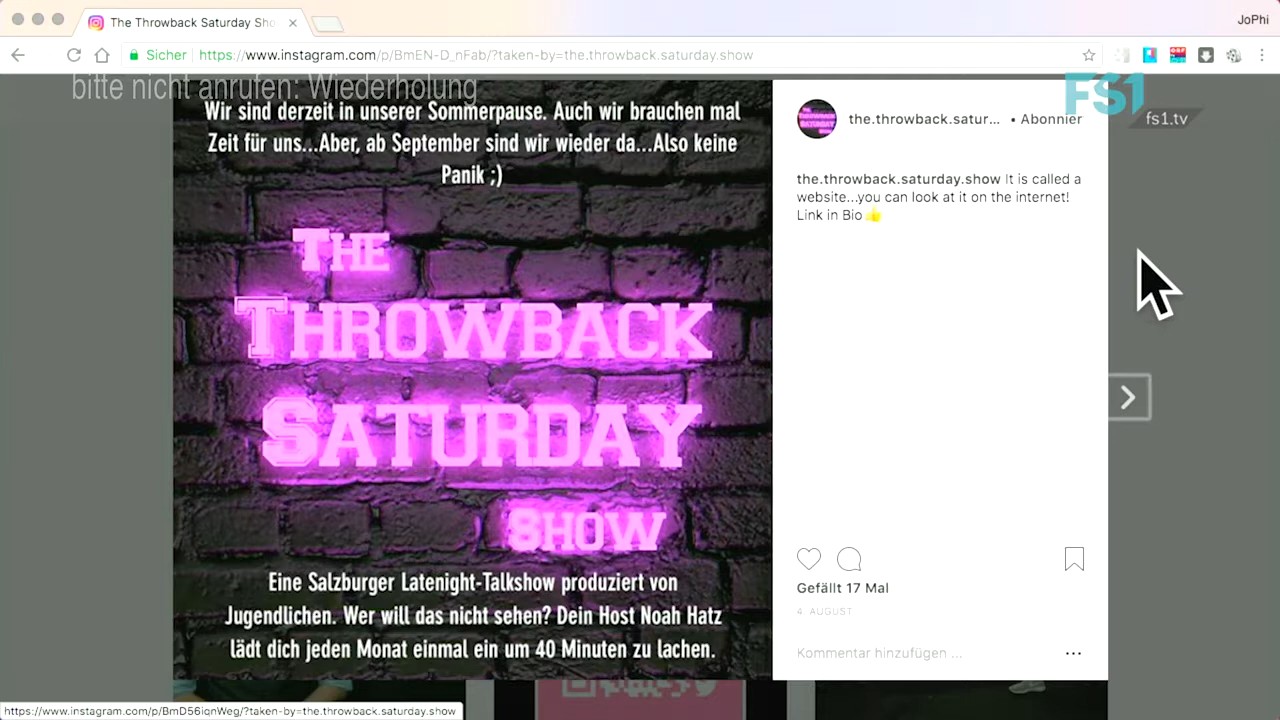 The Throwback Saturday Sho
JoPhi
Sicher
https://www.instagram.com/p/BmEN-D_nFab/?taken-by=the.throwback.saturday.show
bitte nicht anrufen: Wiederholung
FS1
fs1.tv
Wir sind derzeit in unserer Sommerpause. Auch wir brauchen mal
Zeit für uns...Aber, ab September sind wir wieder da...Also keine
Panik ;)
THE
THROWBACK
SATURDAY
SHOW
Eine Salzburger Latenight-Talkshow produziert von
Jugendlichen. Wer will das nicht sehen? Dein Host Noah Hatz
lädt dich jeden Monat einmal ein um 40 Minuten zu lachen.
the.throwback.satur... • Abonnier
the.throwback.saturday.show It is called a
website...you can look at it on the internet!
Link in Bio👍
Gefällt 17 Mal
4. AUGUST
Kommentar hinzufügen ...
https://www.instagram.com/p/BmD56iqnWeg/?taken-by=the.throwback.saturday.show